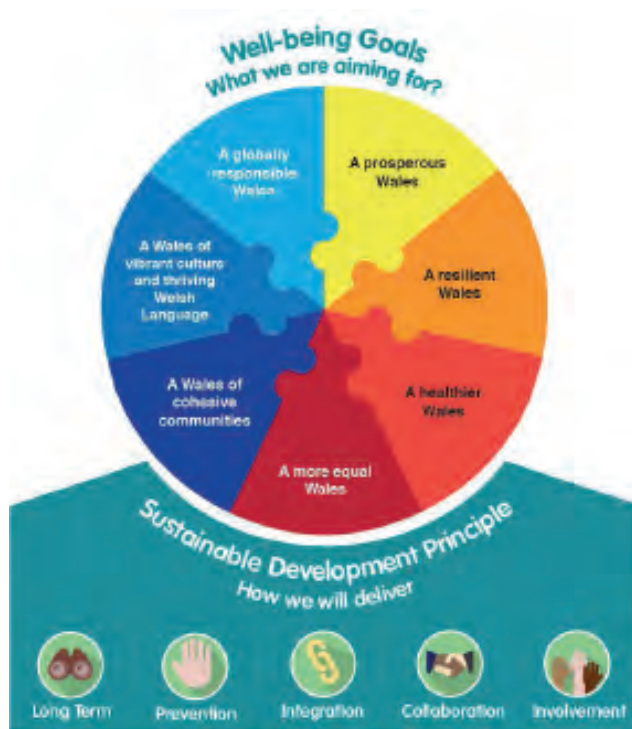 Well-being Goals
What we are aiming for?
A globally
responsible
Wales
A prosperous
Wales
A Wales of
vibrant culture
and thriving
Welsh
Language
A resilient
Wales
A Wales of
cohesive
communities
A healthier
Wales
A more equal
Wales
Sustainable Development Principle
How we will deliver
Long Term
Prevention
Integration
Collaboration
Involvement